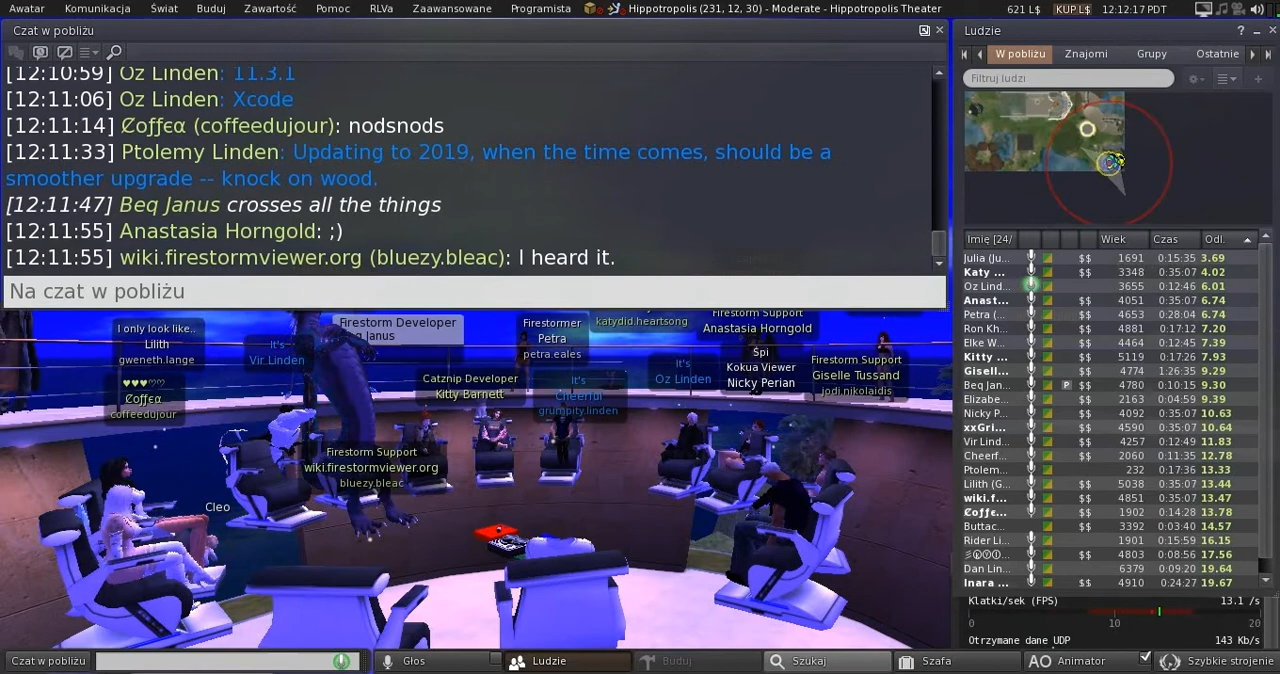 Awatar Komunikacja Świat Buduj Zawartość Pomoc RLVa Zaawansowane Programista Hippotropolis (231, 12, 30) - Moderate - Hippotropolis Theater 621 L$ KUP L$ 12:12:17 PDT
Czat w pobliżu
[12:10:59] Oz Linden: 11.3.1
[12:11:06] Oz Linden: Xcode
[12:11:14] Ȼoƒƒєα (coffeedujour): nodsnods
[12:11:33] Ptolemy Linden: Updating to 2019, when the time comes, should be a
smoother upgrade -- knock on wood.
[12:11:47] Beq Janus crosses all the things
[12:11:55] Anastasia Horngold: ;)
[12:11:55] wiki.firestormviewer.org (bluezy.bleac): I heard it.
Na czat w pobliżu
I only look like..
Lilith
gweneth.lange
♥♥♥♡♡
Ȼoƒƒєα
coffeedujour
It's
Vir Linden
Firestorm Developer
Janus
Firestorm Support
wiki.firestormviewer.org
bluezy.bleac
Catznip Developer
Kitty Barnett
Firestormer
Petra
petra.eales
It's
Cheerful
grumpity.linden
katydid.heartsong
It's
Oz Linden
Firestorm Support
Anastasia Horngold
Śpi
Kokua Viewer
Nicky Perian
Firestorm Support
Giselle Tussand
jodi.nikolaidis
Cleo
Ludzie
? _ ×
W pobliżu Znajomi Grupy Ostatnie
Filtruj ludzi
Imię [24/ Wiek Czas Odl.
Julia (Ju... $$ 1691 0:15:35 3.69
Katy ... $$ 3348 0:35:07 4.02
Oz Lind... 3655 0:12:46 6.01
Anast... $$ 4051 0:35:07 6.74
Petra (... $$ 4653 0:28:04 6.74
Ron Kh... $$ 4881 0:17:12 7.20
Elke W... $$ 4464 0:12:45 7.39
Kitty ... $$ 5119 0:17:26 7.93
Gisell... $$ 4774 1:26:35 9.29
Beq Jan... P $$ 4780 0:10:15 9.30
Elizabe... $$ 2163 0:04:59 9.39
Nicky P... $$ 4092 0:35:07 10.63
xxGri... $$ 4590 0:35:07 10.64
Vir Lind... $$ 4257 0:12:49 11.83
Cheerf... $$ 2060 0:11:35 12.78
Ptolem... 232 0:17:36 13.33
Lilith (G... $$ 5038 0:35:07 13.44
wiki.f... $$ 4851 0:35:07 13.47
Ȼoƒƒє... $$ 1902 0:14:28 13.78
Buttac... $$ 3392 0:03:40 14.57
Rider Li... 1901 0:15:59 16.15
$$ 4803 0:08:56 17.56
Dan Lin... 6379 0:09:20 19.64
Inara ... $$ 4910 0:24:27 19.67
Klatki/sek (FPS) 13.1 /s
0 10 20
Otrzymane dane UDP 143 Kb/s
Czat w pobliżu Głos Ludzie Buduj Szukaj Szafa AO Animator Szybkie strojenie